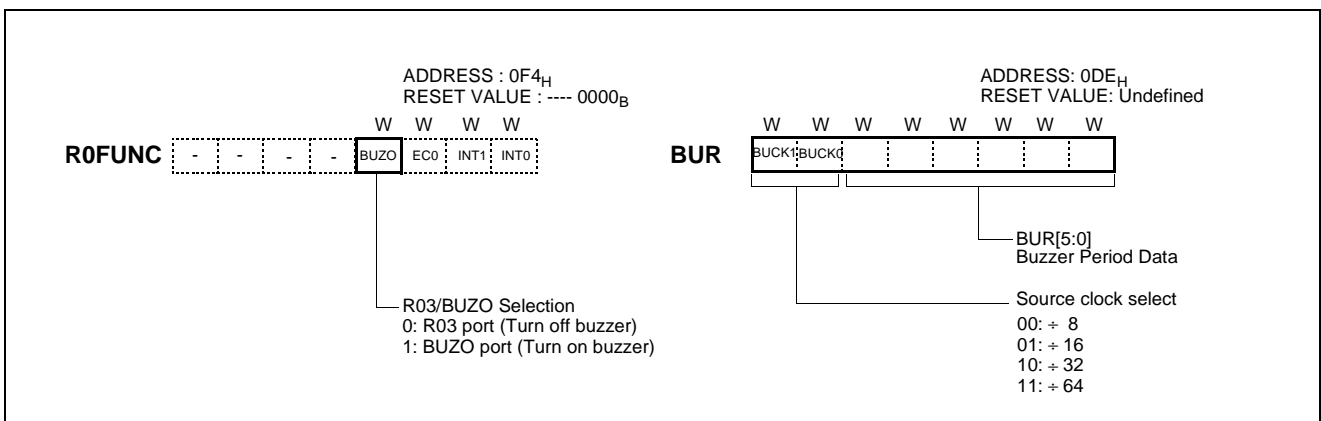 ADDRESS : 0F4H
RESET VALUE : ---- 0000B
W W W W
R0FUNC - - - - BUZO EC0 INT1 INT0
R03/BUZO Selection
0: R03 port (Turn off buzzer)
1: BUZO port (Turn on buzzer)
ADDRESS: 0DEH
RESET VALUE: Undefined
W W W W W W W W
BUR BUCK1 BUCK0
BUR[5:0]
Buzzer Period Data
Source clock select
00: ÷ 8
01: ÷ 16
10: ÷ 32
11: ÷ 64